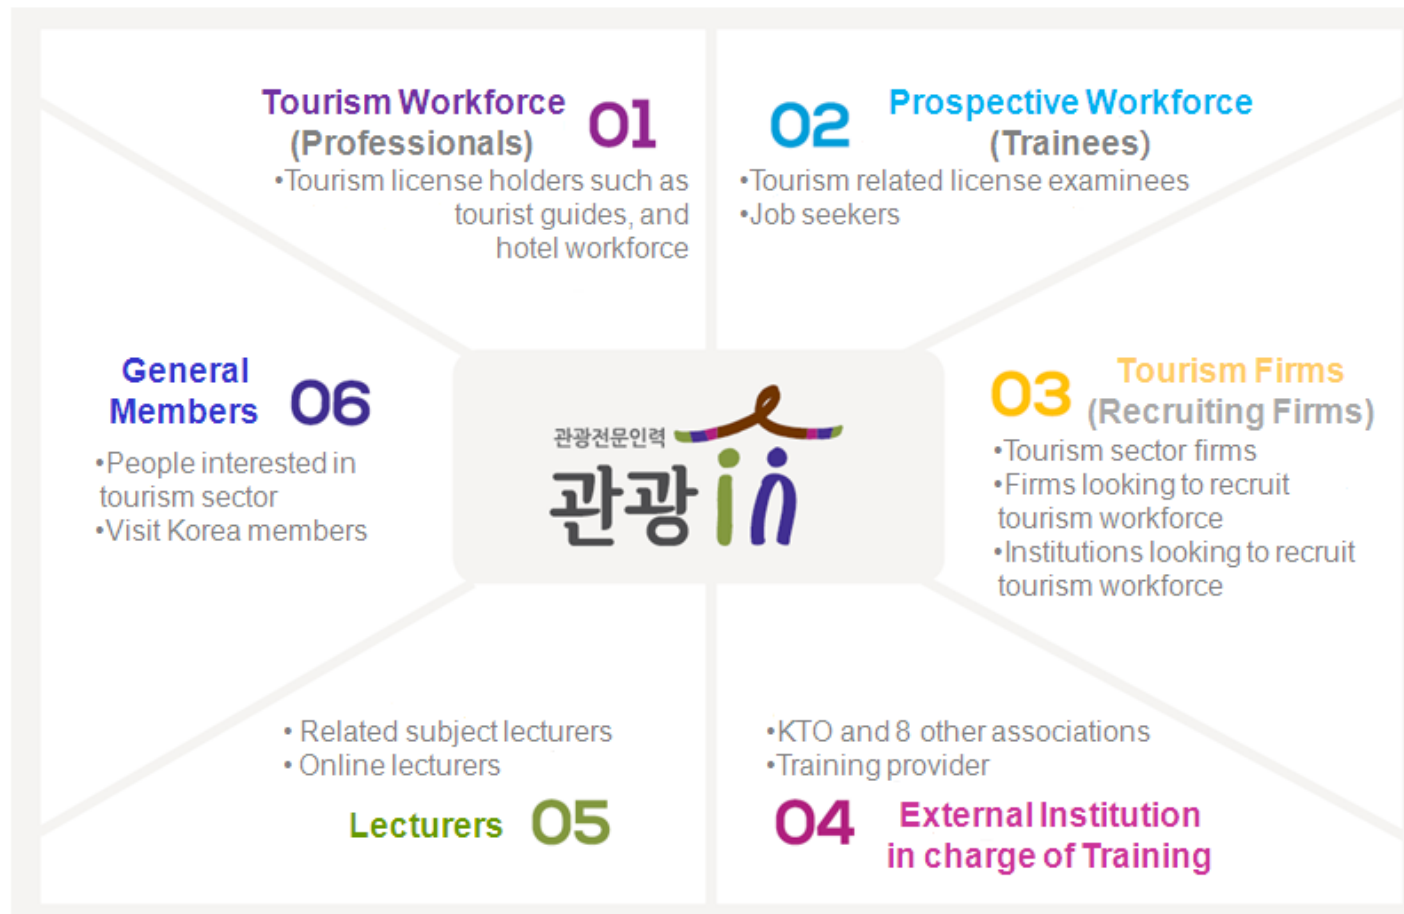 Tourism Workforce
(Professionals)
01
•Tourism license holders such as
tourist guides, and
hotel workforce
02
Prospective Workforce
(Trainees)
•Tourism related license examinees
•Job seekers
03
Tourism Firms
(Recruiting Firms)
•Tourism sector firms
•Firms looking to recruit
tourism workforce
•Institutions looking to recruit
tourism workforce
General
Members
06
•People interested in
tourism sector
•Visit Korea members
관광전문인력
관광in
• Related subject lecturers
• Online lecturers
Lecturers
05
•KTO and 8 other associations
•Training provider
04
External Institution
in charge of Training